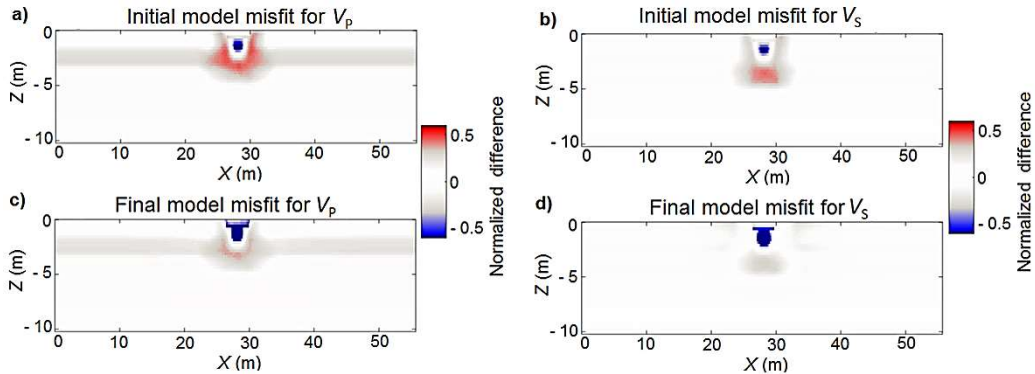 a) Initial model misfit for VP
0
Z (m)
- 5
- 10
0 10 20 30 40 50
X (m)
b) Initial model misfit for VS
0
Z (m)
- 5
- 10
0 10 20 30 40 50
X (m)
0.5
0
- 0.5
Normalized difference
c) Final model misfit for VP
0
Z (m)
- 5
- 10
0 10 20 30 40 50
X (m)
d) Final model misfit for VS
0
Z (m)
- 5
- 10
0 10 20 30 40 50
X (m)
0.5
0
- 0.5
Normalized difference